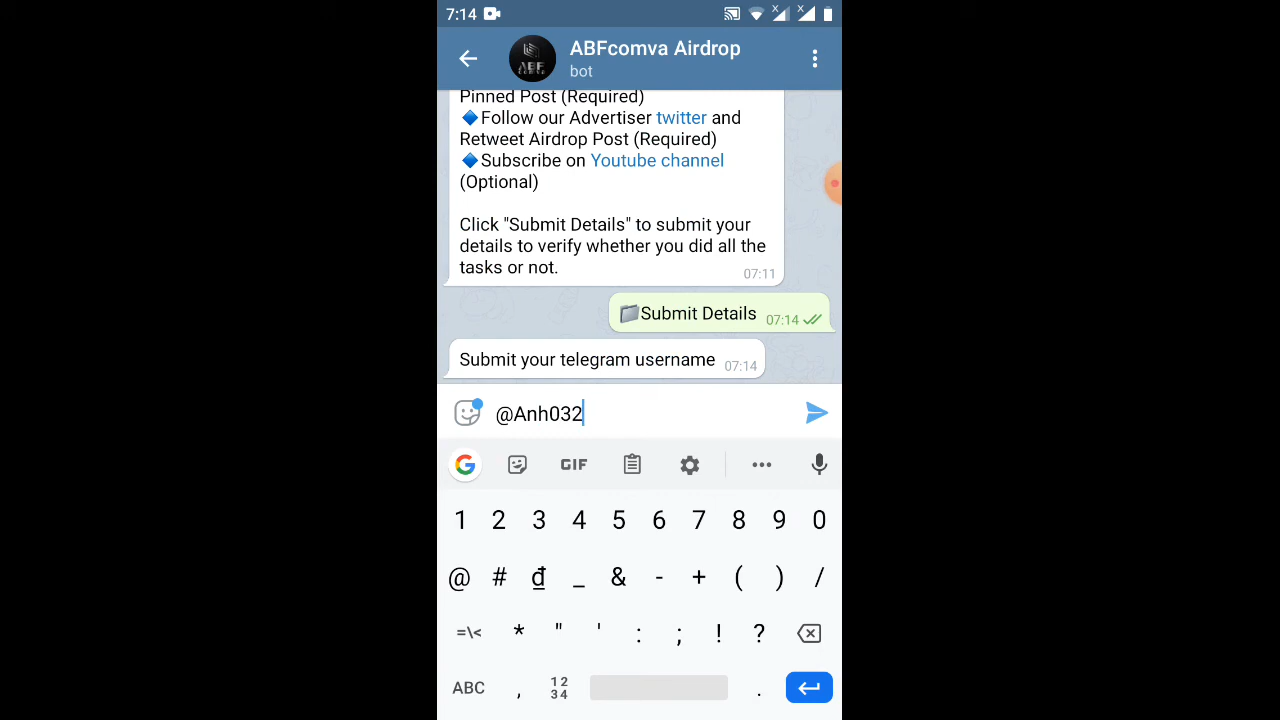 7:14
ABFcomva Airdrop
bot
Pinned Post (Required)
🔷Follow our Advertiser twitter and
Retweet Airdrop Post (Required)
🔷Subscribe on Youtube channel
(Optional)
Click "Submit Details" to submit your
details to verify whether you did all the
tasks or not.
07:11
📁Submit Details 07:14
Submit your telegram username 07:14
@Anh032
G GIF
1 2 3 4 5 6 7 8 9 0
@ # ₫ _ & - + ( ) /
=\< * " ' : ; ! ?
ABC , 12 .
34